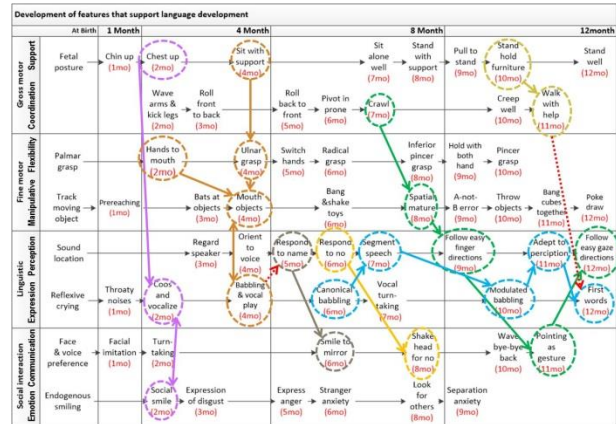 Development of features that support language development
At Birth 1 Month 4 Month 8 Month 12month
Gross motor
Support
Fetal posture
Chin up (1mo)
Chest up (2mo)
Sit with support (4mo)
Sit alone well (7mo)
Stand with support (8mo)
Pull to stand (9mo)
Stand hold furniture (10mo)
Stand well (12mo)
Coordination
Wave arms & kick legs (2mo)
Roll front to back (3mo)
Roll back to front (5mo)
Pivot in prone (6mo)
Crawl (7mo)
Creep well (10mo)
Walk with help (11mo)
Fine motor
Flexibility
Palmar grasp
Hands to mouth (2mo)
Ulnar grasp (4mo)
Switch hands (5mo)
Radical grasp (6mo)
Inferior pincer grasp (8mo)
Hold with both hand (9mo)
Pincer grasp (10mo)
Manipulative
Track moving object
Prereaching (1mo)
Bats at objects (3mo)
Mouth objects (4mo)
Bang &shake toys (6mo)
Spatial mature (8mo)
A-not-B error (9mo)
Throw objects (10mo)
Bang cubes together (11mo)
Poke draw (12mo)
Linguistic
Perception
Sound location
Regard speaker (3mo)
Orient to voice (4mo)
Respond to name (5mo)
Respond to no (6mo)
Segment speech (7mo)
Follow easy finger directions (9mo)
Adept to perciption (11mo)
Follow easy gaze directions (12mo)
Expression
Reflexive crying
Throaty noises (1mo)
Coos and vocalize (2mo)
Babbling & vocal play (4mo)
Canonical babbling (6mo)
Vocal turn-taking (7mo)
Modulated babbling (10mo)
First words (12mo)
Social interaction
Communication
Face & voice preference
Facial imitation (1mo)
Turn-taking (2mo)
Smile to mirror (6mo)
Shake head for no (8mo)
Wave bye-bye back (10mo)
Pointing as gesture (11mo)
Emotion
Endogenous smiling
Social smile (2mo)
Expression of disgust (3mo)
Express anger (5mo)
Stranger anxiety (6mo)
Look for others (8mo)
Separation anxiety (9mo)